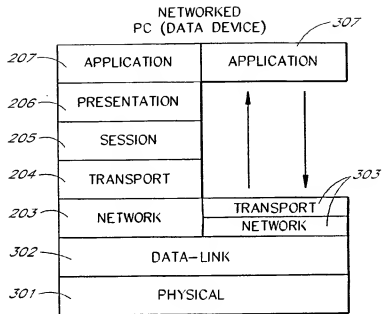 NETWORKED
PC (DATA DEVICE)
307
207 APPLICATION APPLICATION
206 PRESENTATION
205 SESSION
204 TRANSPORT
303
203 NETWORK TRANSPORT
NETWORK
302 DATA-LINK
301 PHYSICAL